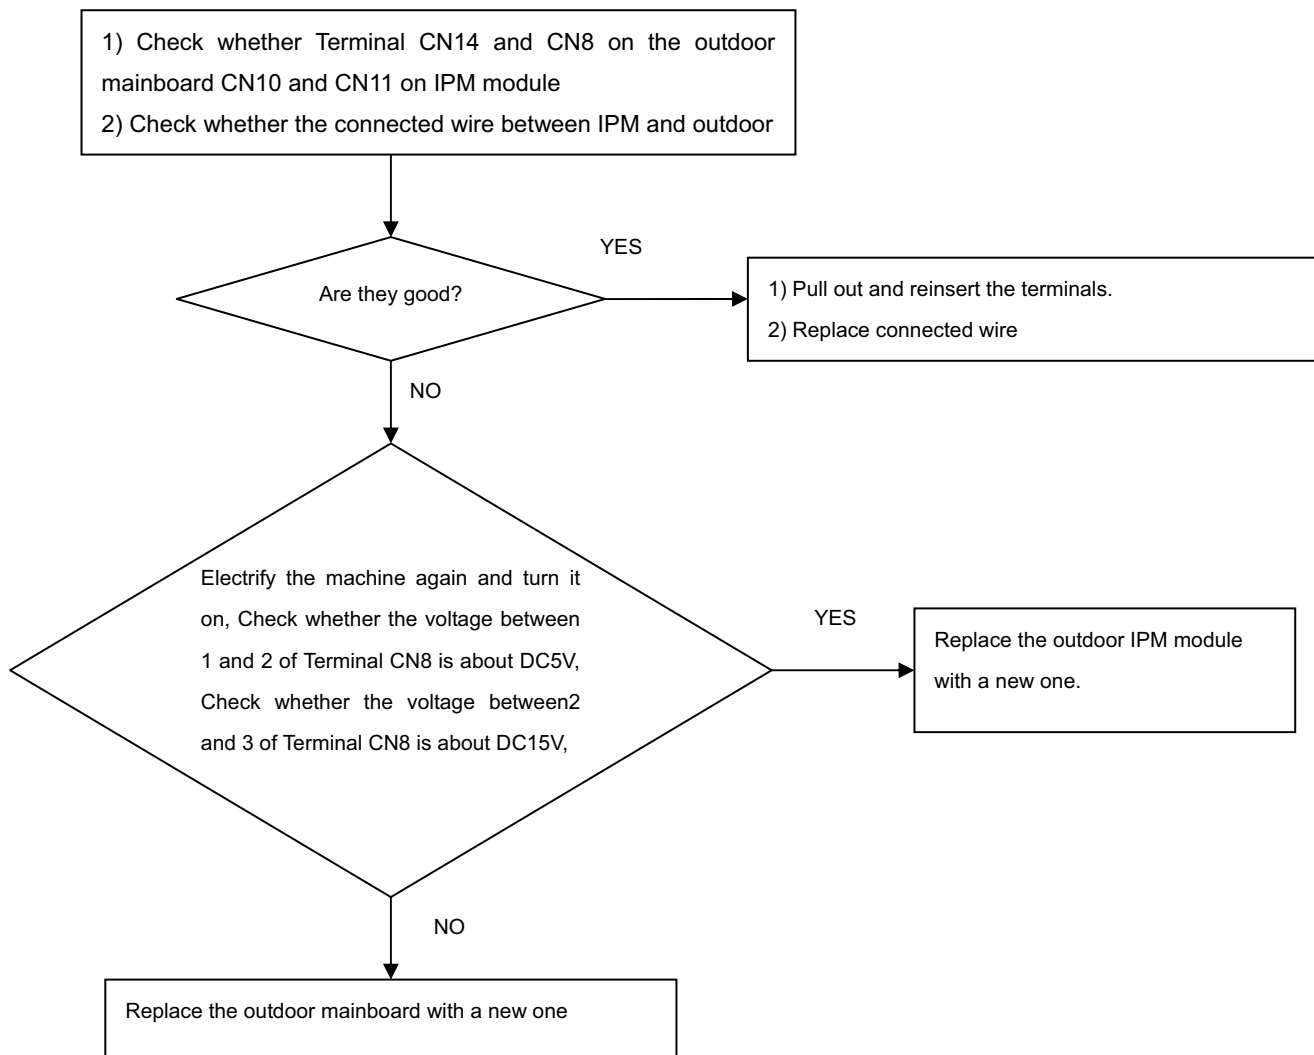 1) Check whether Terminal CN14 and CN8 on the outdoor
mainboard CN10 and CN11 on IPM module
2) Check whether the connected wire between IPM and outdoor
YES
Are they good?
1) Pull out and reinsert the terminals.
2) Replace connected wire
NO
Electrify the machine again and turn it
on, Check whether the voltage between
1 and 2 of Terminal CN8 is about DC5V,
Check whether the voltage between2
and 3 of Terminal CN8 is about DC15V,
YES
Replace the outdoor IPM module
with a new one.
NO
Replace the outdoor mainboard with a new one